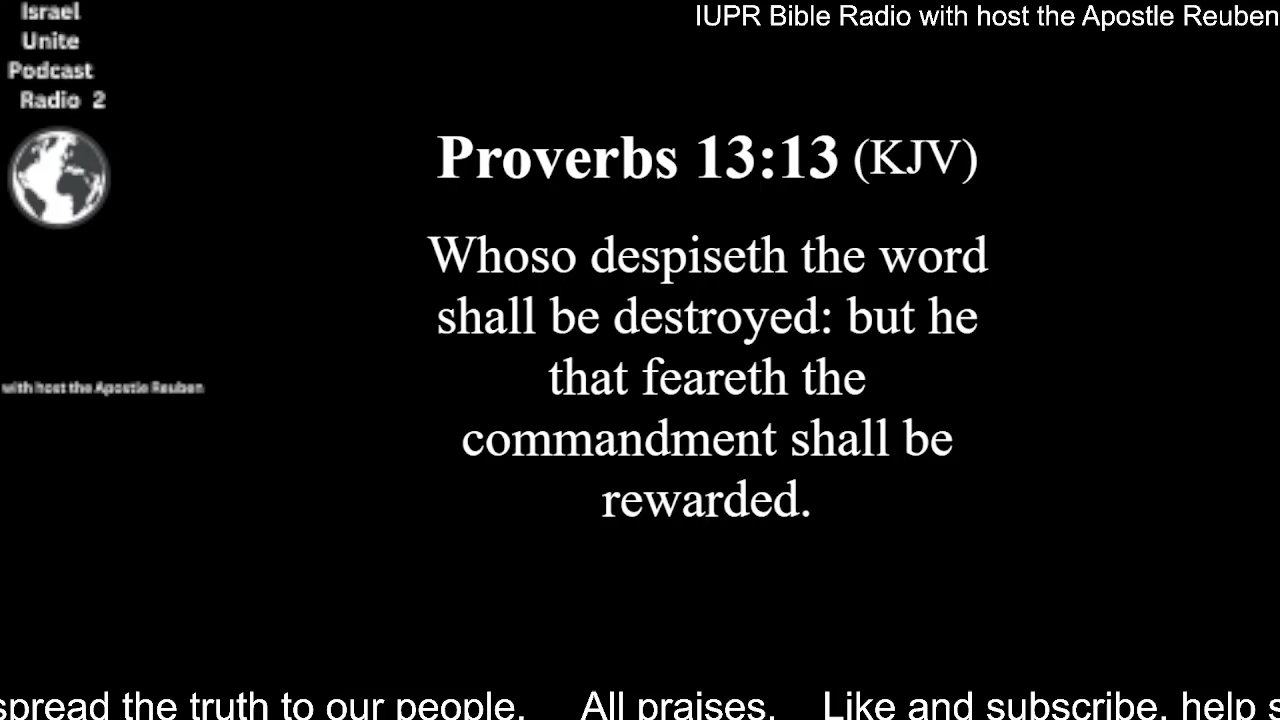 Israel
Unite
Podcast
Radio 2
with host the Apostle Reuben
IUPR Bible Radio with host the Apostle Reuben
Proverbs 13:13 (KJV)
Whoso despiseth the word
shall be destroyed: but he
that feareth the
commandment shall be
rewarded.
spread the truth to our people. All praises. Like and subscribe, help s